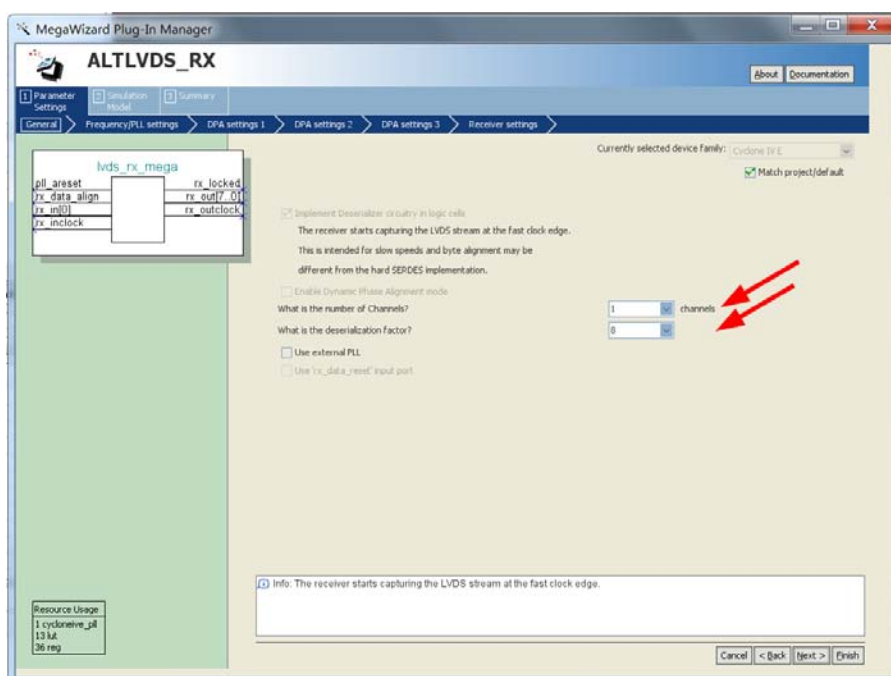 MegaWizard Plug-In Manager
ALTLVDS_RX
About Documentation
1 Parameter Settings 2 Simulation Model 3 Summary
General Frequency/PLL settings DPA settings 1 DPA settings 2 DPA settings 3 Receiver settings
Currently selected device family: Cyclone IV E
Match project/default
lvds_rx_mega
pll_areset rx_locked
rx_data_align rx_out[7..0]
rx_in[0] rx_outclock
rx_inclock
Implement Deserializer circuitry in logic cells
The receiver starts capturing the LVDS stream at the fast clock edge.
This is intended for slow speeds and byte alignment may be
different from the hard SERDES implementation.
Enable Dynamic Phase Alignment mode
What is the number of Channels? 1 channels
What is the deserialization factor? 8
Use external PLL
Use 'rx_data_reset' input port
Info: The receiver starts capturing the LVDS stream at the fast clock edge.
Resource Usage
1 cycloneive_pll
13 lut
36 reg
Cancel < Back Next > Finish